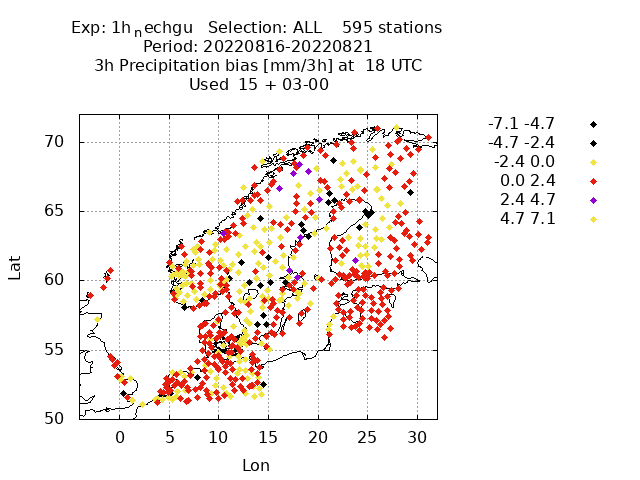 Exp: 1h_nechgu   Selection: ALL    595 stations
Period: 20220816-20220821
3h Precipitation bias [mm/3h] at  18 UTC
Used  15 + 03-00
-7.1 -4.7
-4.7 -2.4
-2.4 0.0
0.0 2.4
2.4 4.7
4.7 7.1
70
65
60
55
50
Lat
0 5 10 15 20 25 30
Lon